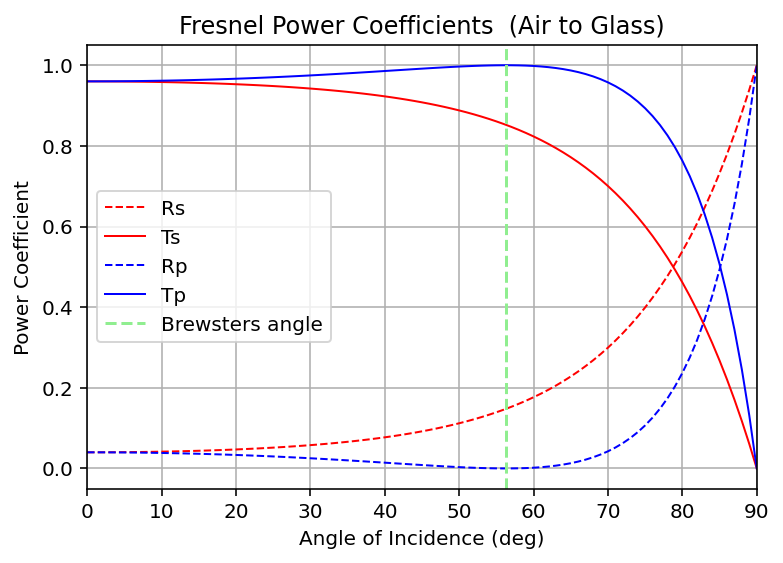 Fresnel Power Coefficients  (Air to Glass)
1.0
0.8
0.6
0.4
0.2
0.0
Power Coefficient
Rs
Ts
Rp
Tp
Brewsters angle
0 10 20 30 40 50 60 70 80 90
Angle of Incidence (deg)